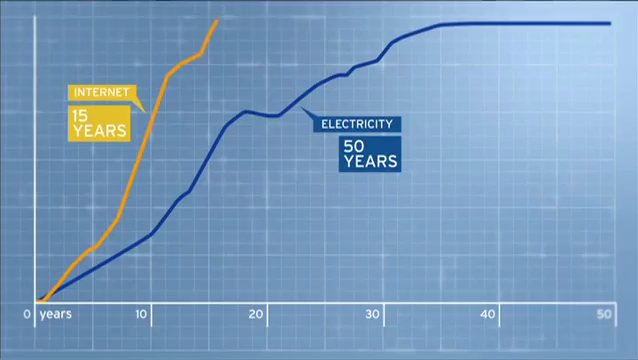 INTERNET
15
YEARS
ELECTRICITY
50
YEARS
0 years 10 20 30 40 50